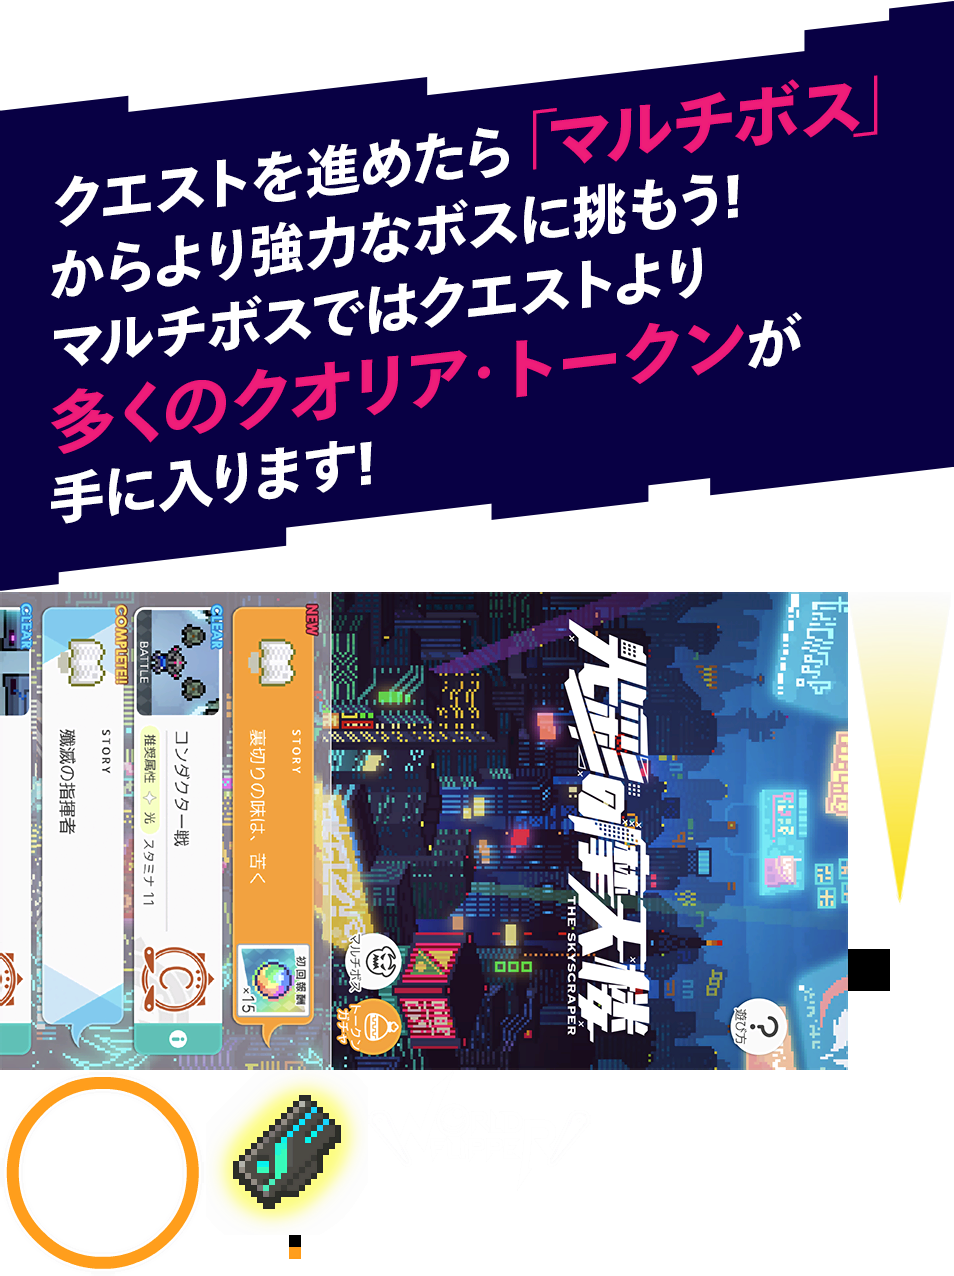 クエストを進めたら「マルチボス」
からより強力なボスに挑もう!
マルチボスではクエストより
多くのクオリア・トークンが
手に入ります!
?
遊び方
THE SKYSCRAPER
マルチボス
トークン
ガチャ
NEW
STORY
裏切りの味は、苦く
初回報酬
×15
CLEAR
BATTLE
コンダクター戦
推奨属性 光 スタミナ 11
C
COMPLETE!!
STORY
殲滅の指揮者
CLEAR